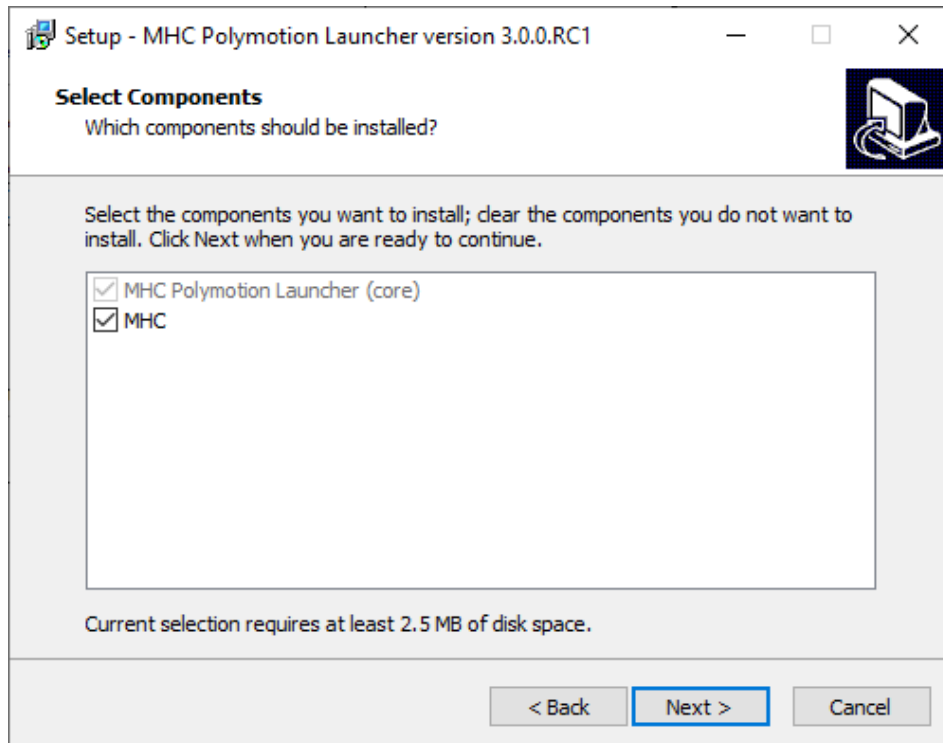 Setup - MHC Polymotion Launcher version 3.0.0.RC1
Select Components
Which components should be installed?
Select the components you want to install; clear the components you do not want to
install. Click Next when you are ready to continue.
MHC Polymotion Launcher (core)
MHC
Current selection requires at least 2.5 MB of disk space.
< Back
Next >
Cancel